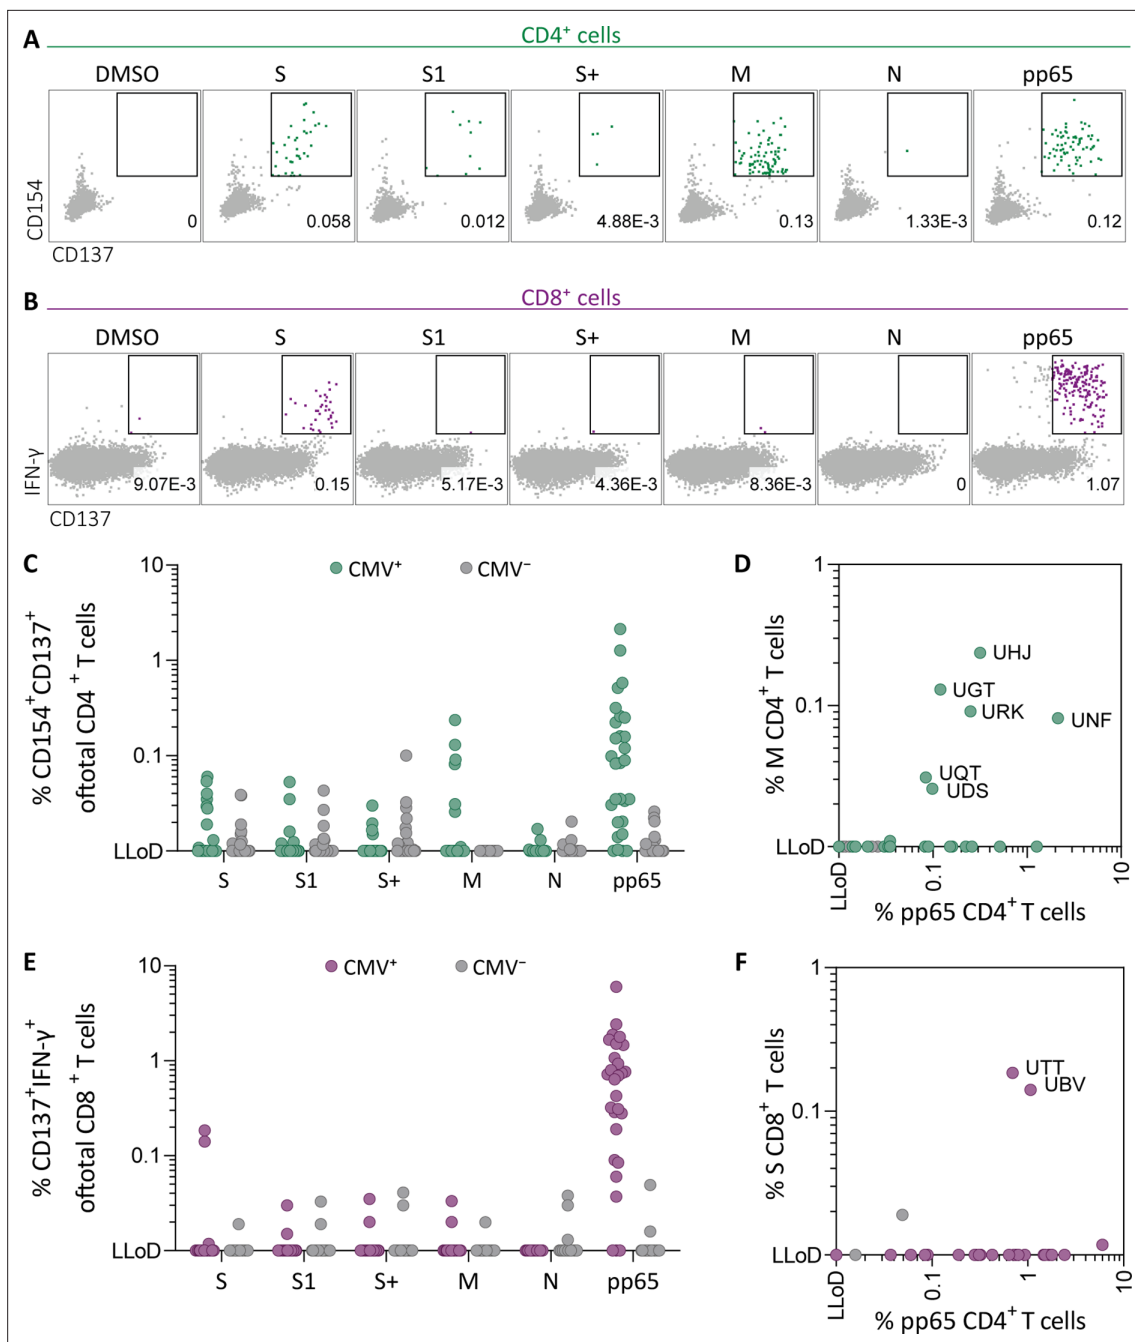 A
CD4+ cells
DMSO S S1 S+ M N pp65
CD154
0 0.058 0.012 4.88E-3 0.13 1.33E-3 0.12
CD137
B
CD8+ cells
DMSO S S1 S+ M N pp65
IFN-γ
9.07E-3 0.15 5.17E-3 4.36E-3 8.36E-3 0 1.07
CD137
C
% CD154+CD137+
oftotal CD4 + T cells
10
1
0.1
LLoD
CMV+ CMV−
S S1 S+ M N pp65
D
% M CD4+ T cells
1
0.1
LLoD
UHJ
UGT
URK
UNF
UQT
UDS
LLoD 0.1 1 10
% pp65 CD4+ T cells
E
% CD137+IFN-γ+
oftotal CD8 + T cells
10
1
0.1
LLoD
CMV+ CMV−
S S1 S+ M N pp65
F
% S CD8+ T cells
1
0.1
LLoD
UTT
UBV
LLoD 0.1 1 10
% pp65 CD4+ T cells